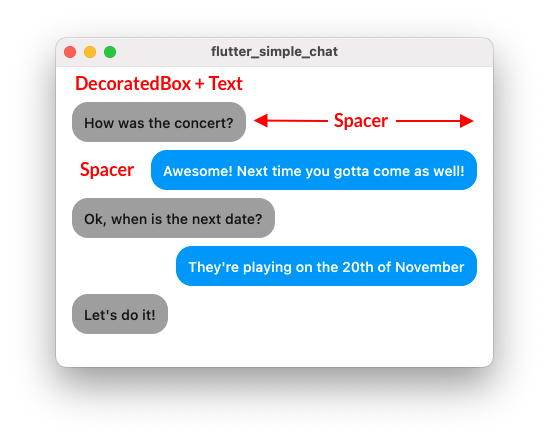 flutter_simple_chat
DecoratedBox + Text
How was the concert?
Spacer
Spacer
Awesome! Next time you gotta come as well!
Ok, when is the next date?
They're playing on the 20th of November
Let's do it!